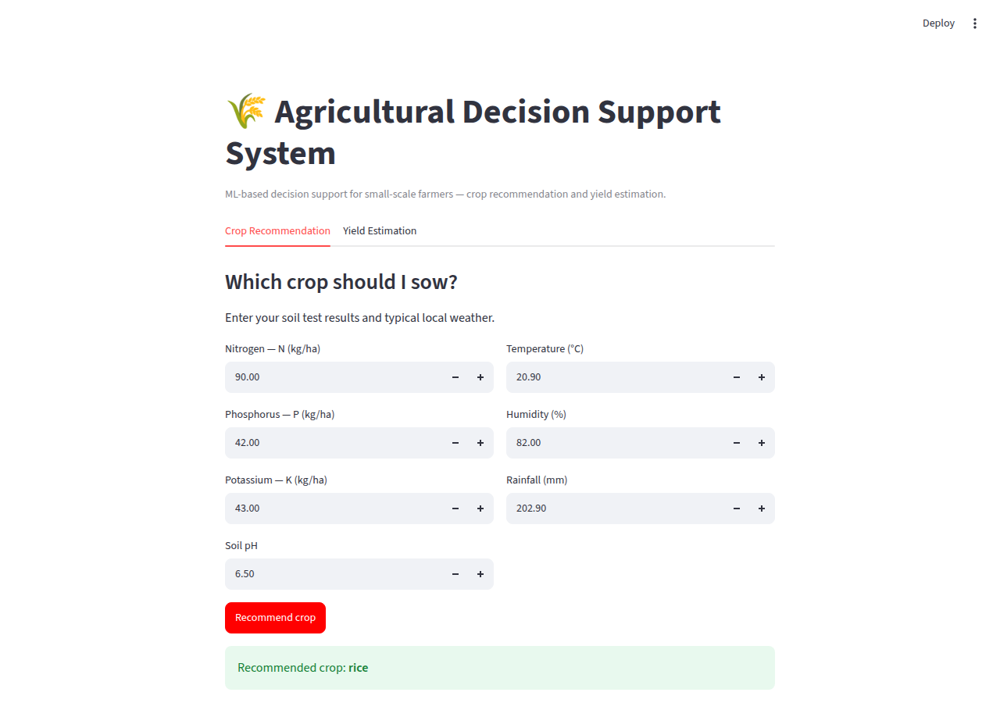 Deploy
🌾 Agricultural Decision Support
System
ML-based decision support for small-scale farmers — crop recommendation and yield estimation.
Crop Recommendation Yield Estimation
Which crop should I sow?
Enter your soil test results and typical local weather.
Nitrogen — N (kg/ha) Temperature (°C)
90.00 20.90
Phosphorus — P (kg/ha) Humidity (%)
42.00 82.00
Potassium — K (kg/ha) Rainfall (mm)
43.00 202.90
Soil pH
6.50
Recommend crop
Recommended crop: rice